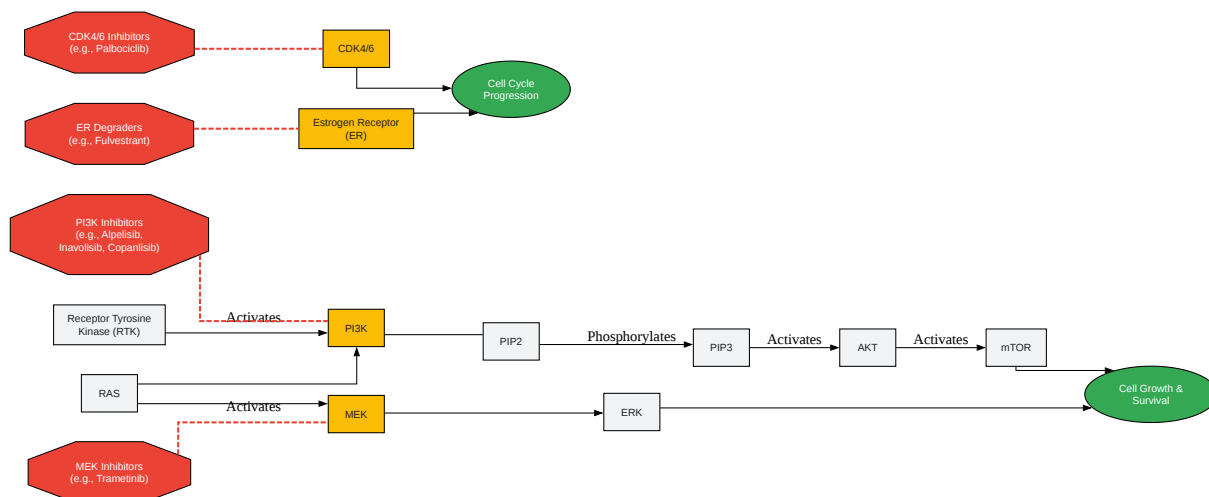 CDK4/6 Inhibitors
(e.g., Palbociclib)
CDK4/6
Cell Cycle
Progression
ER Degraders
(e.g., Fulvestrant)
Estrogen Receptor
(ER)
PI3K Inhibitors
(e.g., Alpelisib,
Inavolisib, Copanlisib)
Receptor Tyrosine
Kinase (RTK)
Activates
PI3K
PIP2
Phosphorylates
PIP3
Activates
AKT
Activates
mTOR
RAS
Activates
MEK
ERK
Cell Growth &
Survival
MEK Inhibitors
(e.g., Trametinib)